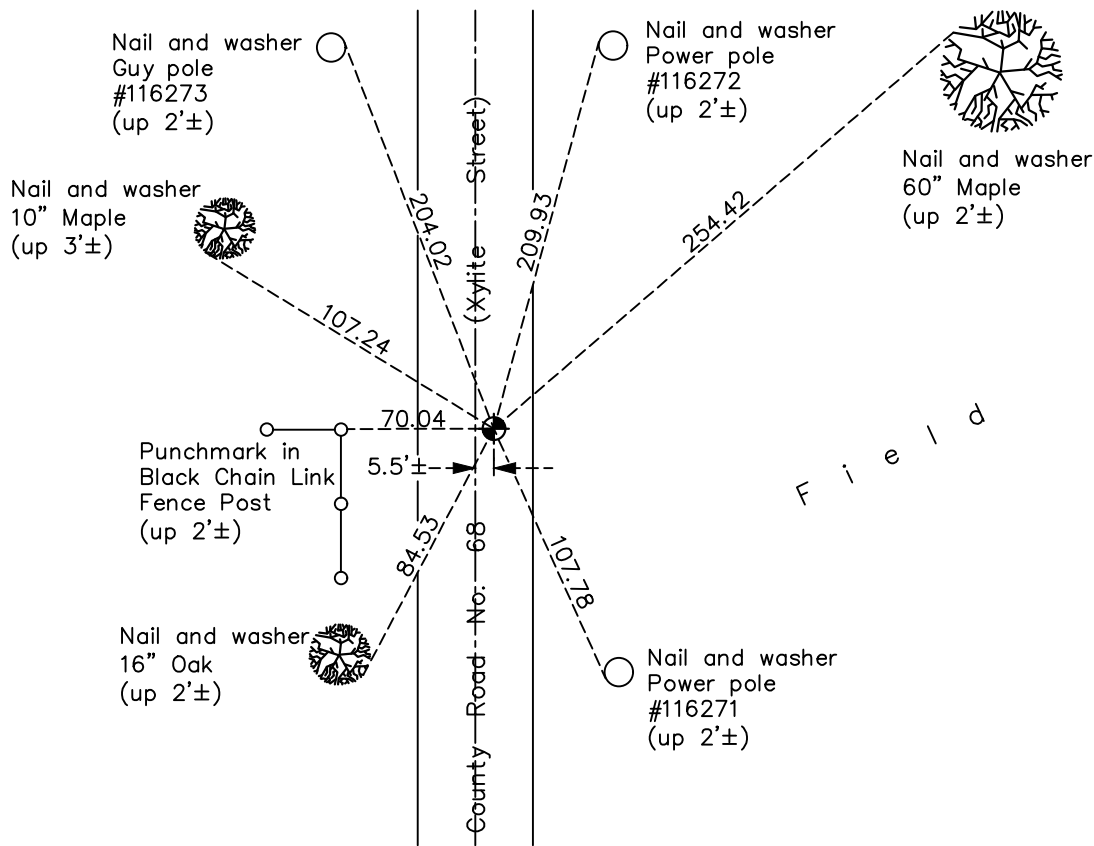 Nail and washer
Guy pole
#116273
(up 2'±)
Nail and washer
Power pole
#116272
(up 2'±)
Nail and washer
60" Maple
(up 2'±)
Nail and washer
10" Maple
(up 3'±)
204.02
209.93
254.42
107.24
70.04
5.5'±
84.53
107.78
Punchmark in
Black Chain Link
Fence Post
(up 2'±)
Field
County Road No. 68 (Xylite Street)
Nail and washer
16" Oak
(up 2'±)
Nail and washer
Power pole
#116271
(up 2'±)